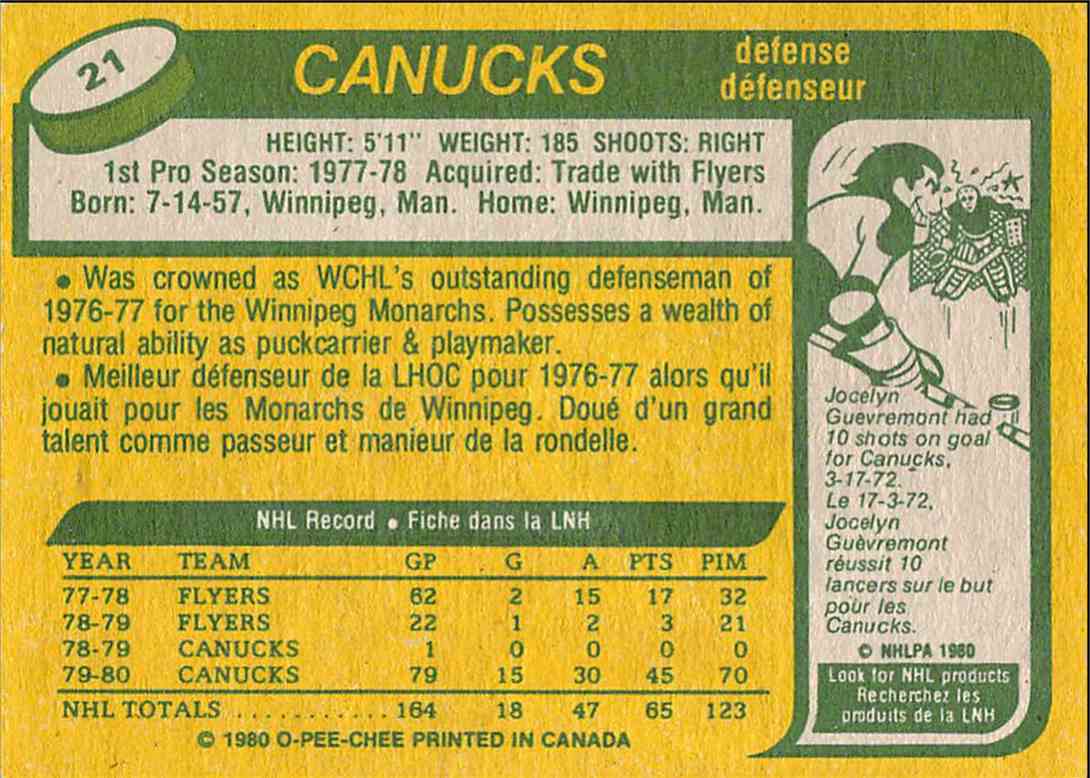 21
CANUCKS
defense
défenseur
HEIGHT: 5'11" WEIGHT: 185 SHOOTS: RIGHT
1st Pro Season: 1977-78 Acquired: Trade with Flyers
Born: 7-14-57, Winnipeg, Man. Home: Winnipeg, Man.
• Was crowned as WCHL's outstanding defenseman of
1976-77 for the Winnipeg Monarchs. Possesses a wealth of
natural ability as puckcarrier & playmaker.
• Meilleur défenseur de la LHOC pour 1976-77 alors qu'il
jouait pour les Monarchs de Winnipeg. Doué d'un grand
talent comme passeur et manieur de la rondelle.
NHL Record • Fiche dans la LNH
YEAR TEAM GP G A PTS PIM
77-78 FLYERS 62 2 15 17 32
78-79 FLYERS 22 1 2 3 21
78-79 CANUCKS 1 0 0 0 0
79-80 CANUCKS 79 15 30 45 70
NHL TOTALS ............ 164 18 47 65 123
© 1980 O-PEE-CHEE PRINTED IN CANADA
Jocelyn
Guevremont had
10 shots on goal
for Canucks,
3-17-72.
Le 17-3-72,
Jocelyn
Guèvremont
réussit 10
lancers sur le but
pour les
Canucks.
© NHLPA 1980
Look for NHL products
Recherchez les
produits de la LNH